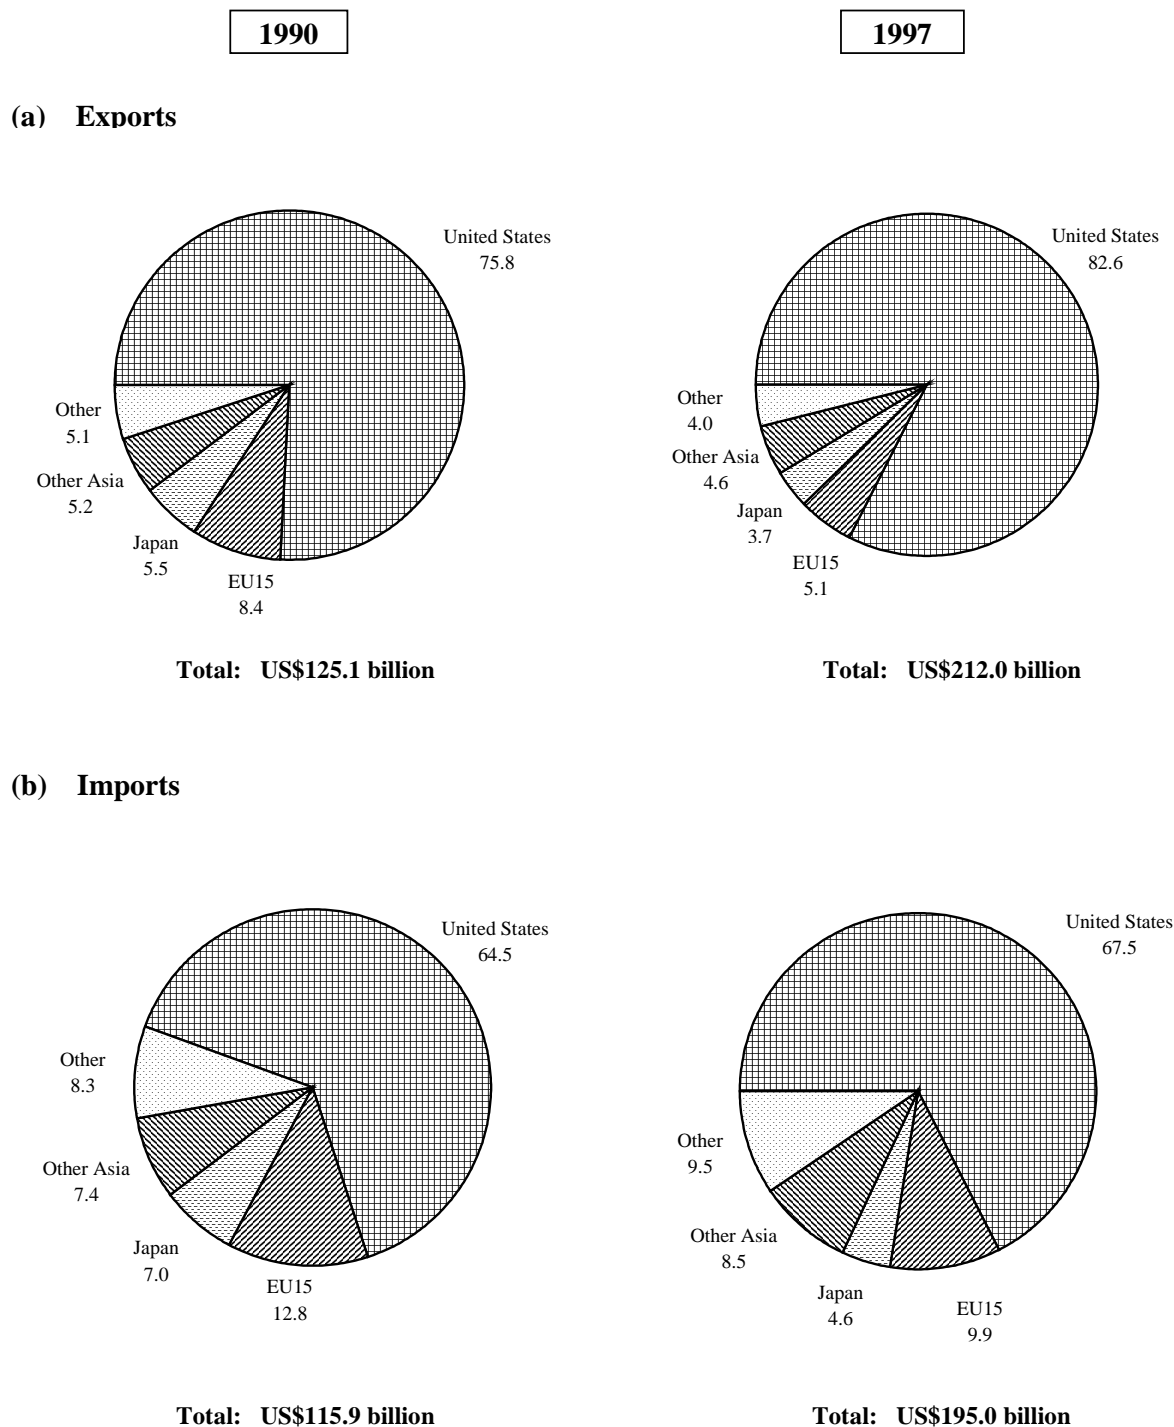 1990
1997
(a) Exports
United States
75.8
Other
5.1
Other Asia
5.2
Japan
5.5
EU15
8.4
Total: US$125.1 billion
United States
82.6
Other
4.0
Other Asia
4.6
Japan
3.7
EU15
5.1
Total: US$212.0 billion
(b) Imports
United States
64.5
Other
8.3
Other Asia
7.4
Japan
7.0
EU15
12.8
Total: US$115.9 billion
United States
67.5
Other
9.5
Other Asia
8.5
Japan
4.6
EU15
9.9
Total: US$195.0 billion